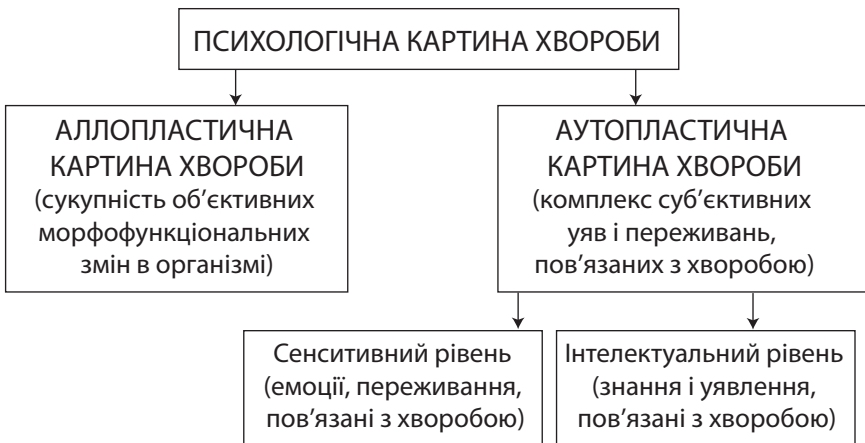 ПСИХОЛОГІЧНА КАРТИНА ХВОРОБИ
АЛЛОПЛАСТИЧНА
КАРТИНА ХВОРОБИ
(сукупність об'єктивних
морфофункціональних
змін в організмі)
АУТОПЛАСТИЧНА
КАРТИНА ХВОРОБИ
(комплекс суб'єктивних
уяв і переживань,
пов'язаних з хворобою)
Сенситивний рівень
(емоції, переживання,
пов'язані з хворобою)
Інтелектуальний рівень
(знання і уявлення,
пов'язані з хворобою)